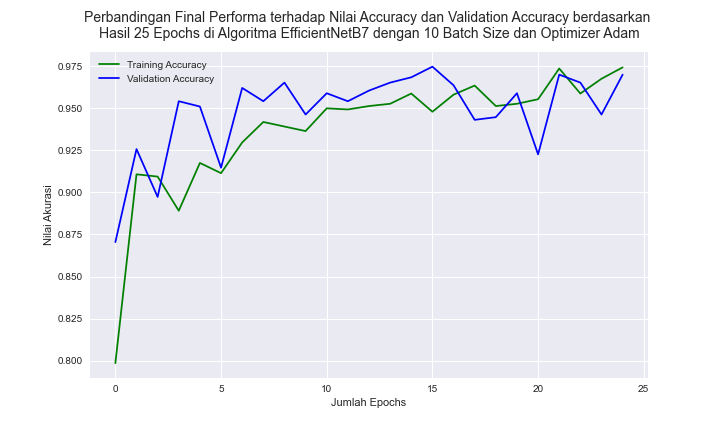 Perbandingan Final Performa terhadap Nilai Accuracy dan Validation Accuracy berdasarkan
Hasil 25 Epochs di Algoritma EfficientNetB7 dengan 10 Batch Size dan Optimizer Adam
Training Accuracy
Validation Accuracy
Nilai Akurasi
0.975
0.950
0.925
0.900
0.875
0.850
0.825
0.800
0
5
10
15
20
25
Jumlah Epochs